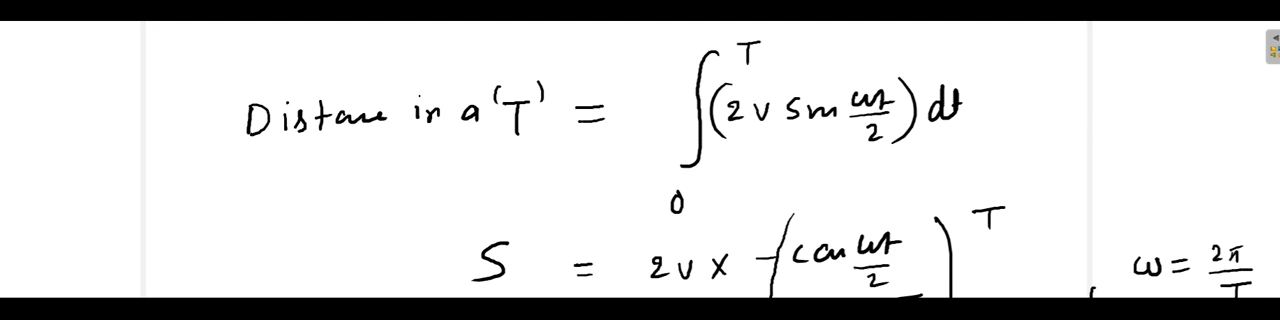 Distance in a 'T' = ∫₀ᵀ (2v sin ωt/2) dt
S = 2v × -(cos ωt/2)ᵀ
ω = 2π/T